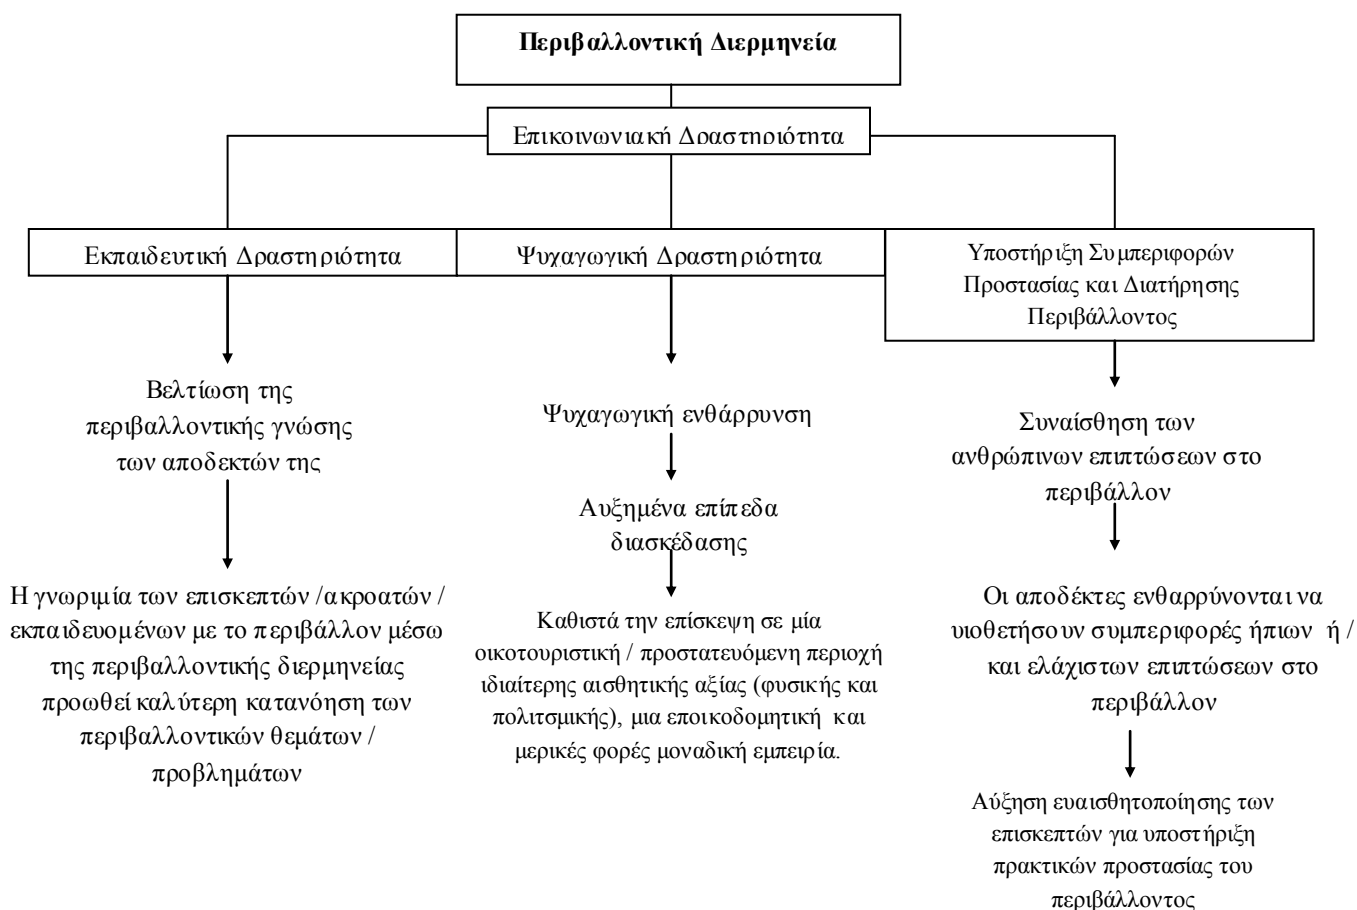 Περιβαλλοντική Διερμηνεία
Επικοινωνιακή Δραστηριότητα
Εκπαιδευτική Δραστηριότητα
Βελτίωση της
περιβαλλοντικής γνώσης
των αποδεκτών της
Η γνωριμία των επισκεπτών /ακροατών /
εκπαιδευομένων με το περιβάλλον μέσω
της περιβαλλοντικής διερμηνείας
προωθεί καλύτερη κατανόηση των
περιβαλλοντικών θεμάτων /
προβλημάτων
Ψυχαγωγική Δραστηριότητα
Ψυχαγωγική ενθάρρυνση
Αυξημένα επίπεδα
διασκέδασης
Καθιστά την επίσκεψη σε μία
οικοτουριστική / προστατευόμενη περιοχή
ιδιαίτερης αισθητικής αξίας (φυσικής και
πολιτσμικής), μια εποικοδομητική και
μερικές φορές μοναδική εμπειρία.
Υποστήριξη Συμπεριφορών
Προστασίας και Διατήρησης
Περιβάλλοντος
Συναίσθηση των
ανθρώπινων επιπτώσεων στο
περιβάλλον
Οι αποδέκτες ενθαρρύνονται να
υιοθετήσουν συμπεριφορές ήπιων ή /
και ελάχιστων επιπτώσεων στο
περιβάλλον
Αύξηση ευαισθητοποίησης των
επισκεπτών για υποστήριξη
πρακτικών προστασίας του
περιβάλλοντος